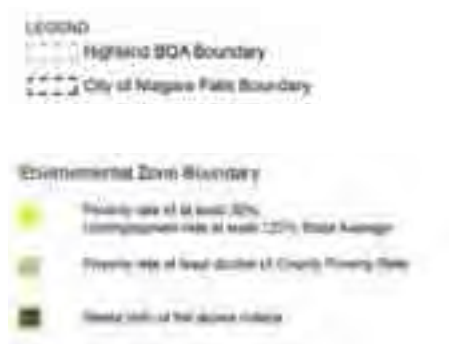 LEGEND
Highland BOA Boundary
City of Niagara Falls Boundary
Environmental Zone Boundary
Poverty rate of at least 20%
Unemployment rate of at least 125% State Average
Poverty rate at least double of County Poverty Rate
Meets both of the above criteria